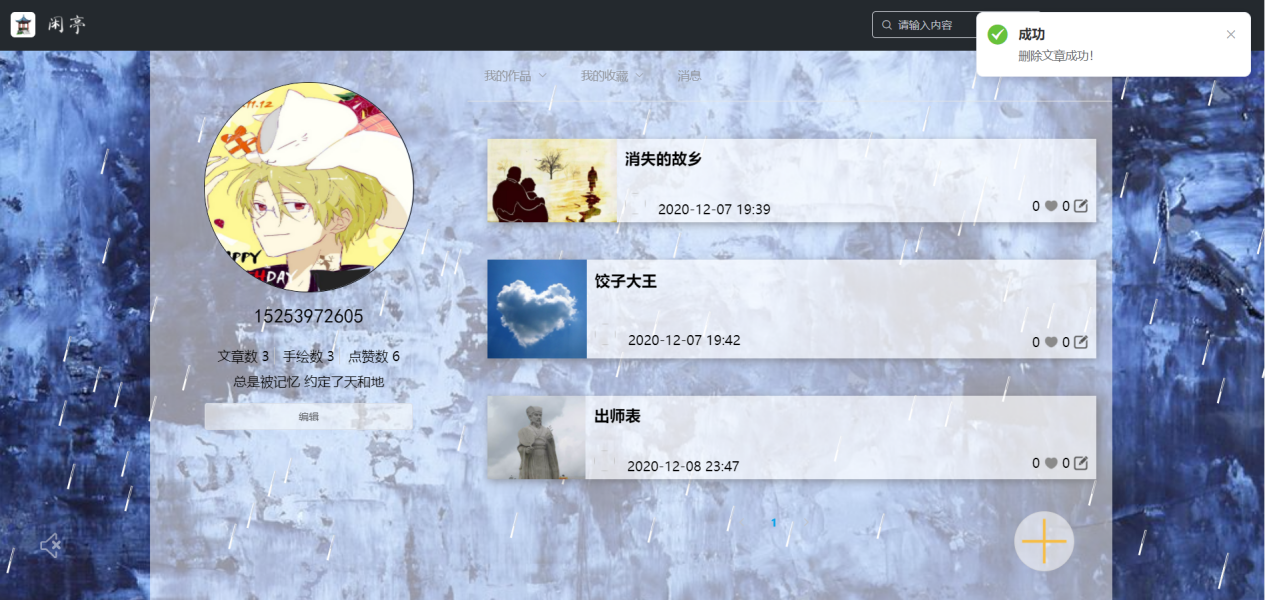 闲亭
请输入内容
成功
删除文章成功!
我的作品
我的收藏
消息
11.12
HDAY
15253972605
文章数 3 手绘数 3 点赞数 6
总是被记忆 约定了天和地
编辑
消失的故乡
2020-12-07 19:39
0 0
饺子大王
2020-12-07 19:42
0 0
出师表
2020-12-08 23:47
0 0
1